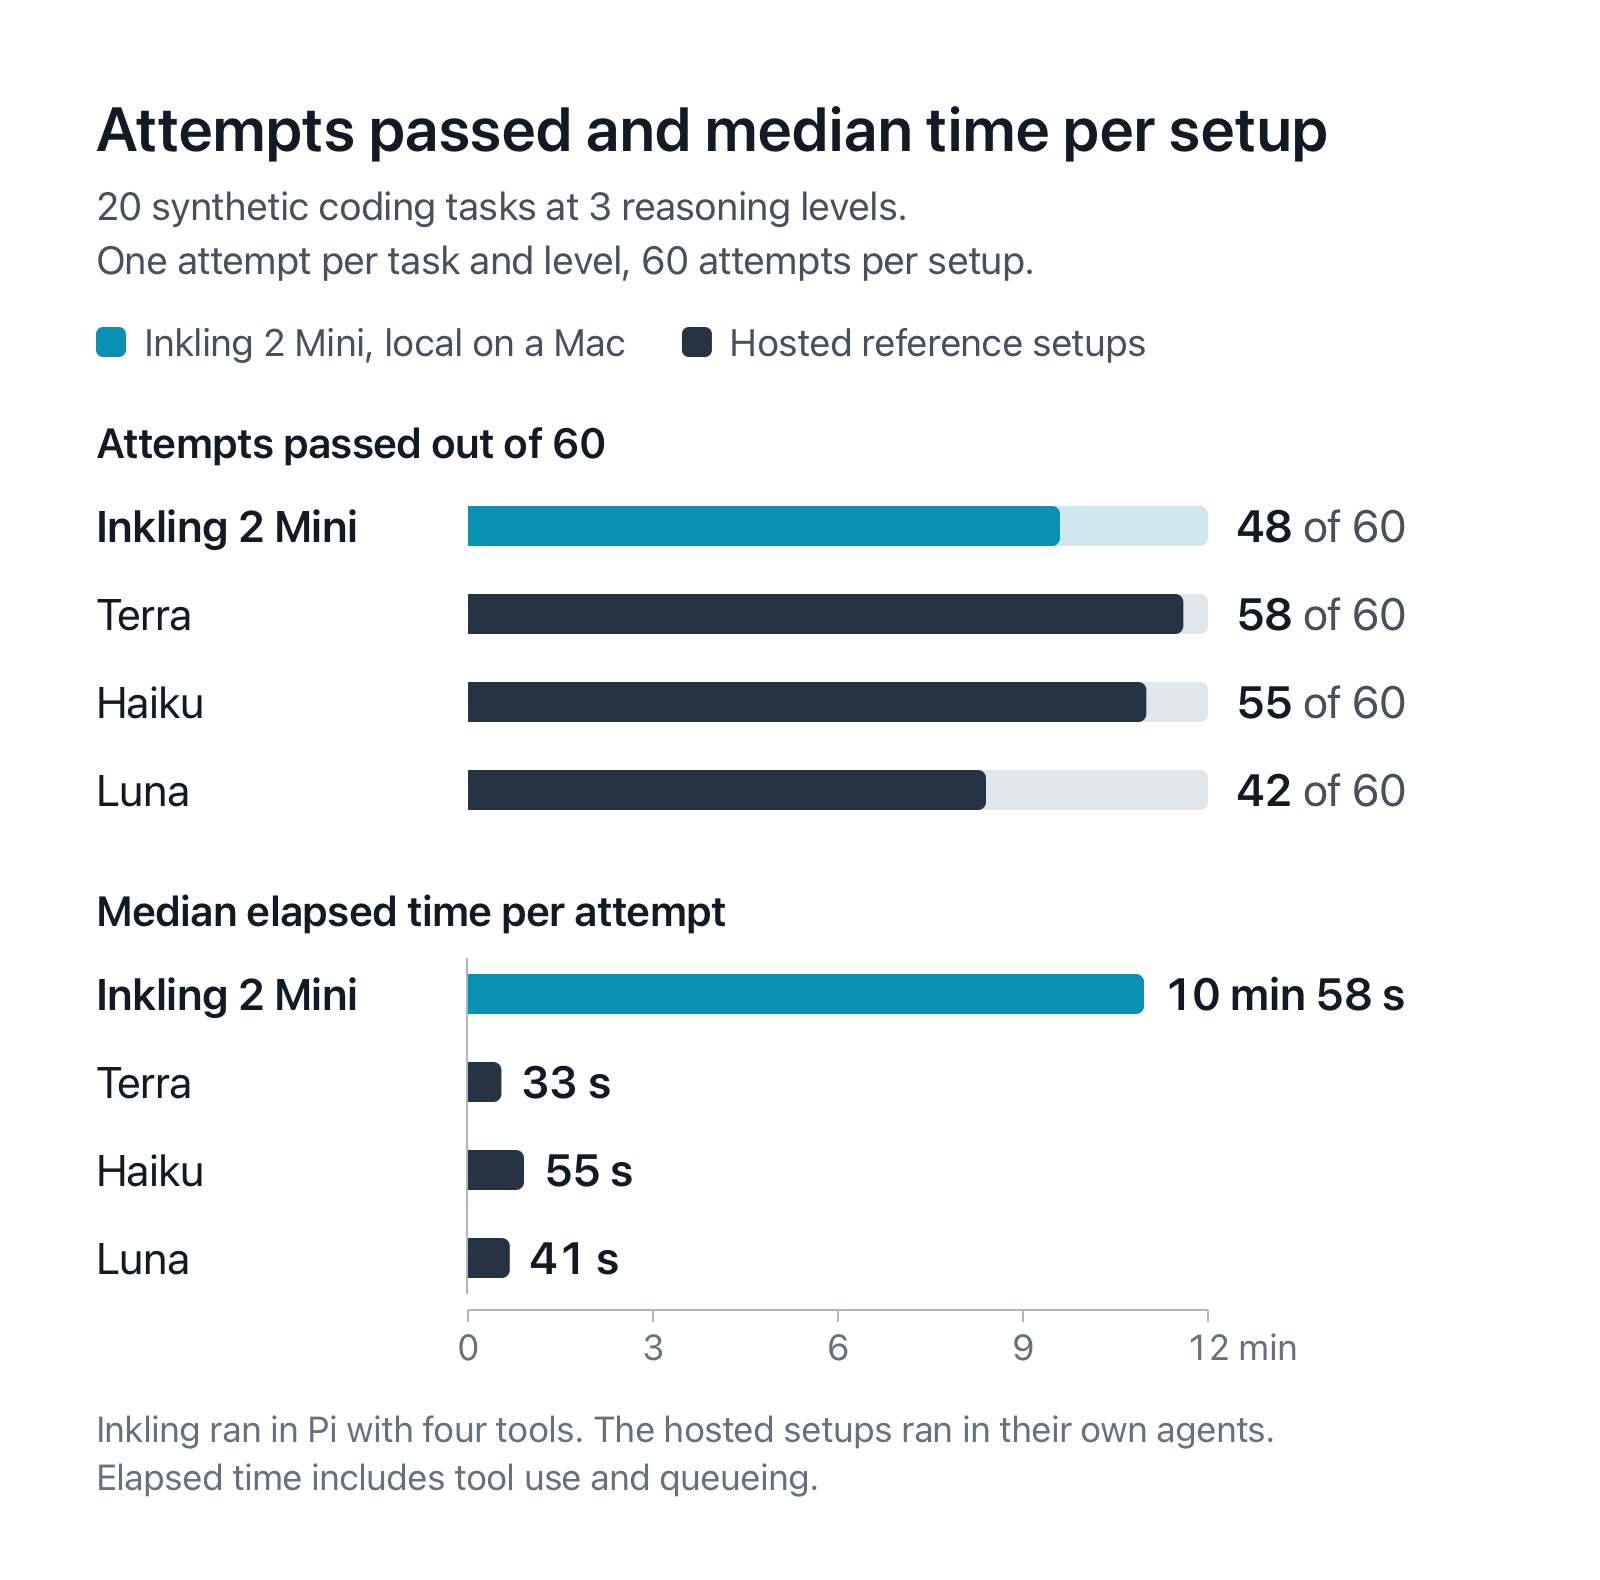 Attempts passed and median time per setup
20 synthetic coding tasks at 3 reasoning levels.
One attempt per task and level, 60 attempts per setup.
Inkling 2 Mini, local on a Mac
Hosted reference setups
Attempts passed out of 60
Inkling 2 Mini 48 of 60
Terra 58 of 60
Haiku 55 of 60
Luna 42 of 60
Median elapsed time per attempt
Inkling 2 Mini 10 min 58 s
Terra 33 s
Haiku 55 s
Luna 41 s
0 3 6 9 12 min
Inkling ran in Pi with four tools. The hosted setups ran in their own agents.
Elapsed time includes tool use and queueing.